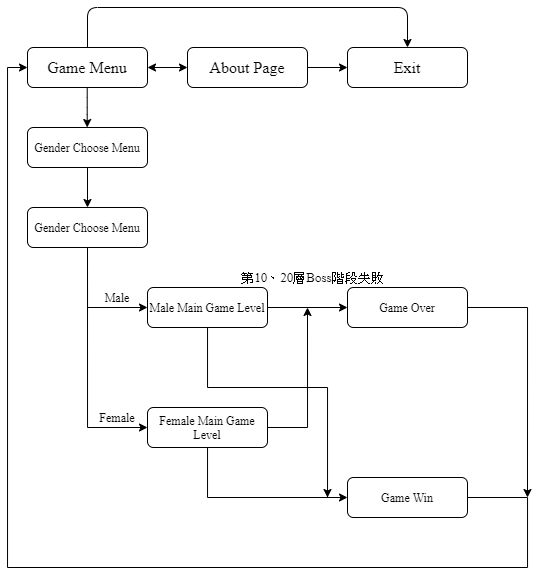 Game Menu
About Page
Exit
Gender Choose Menu
Gender Choose Menu
第10、20層Boss階段失敗
Male
Male Main Game Level
Game Over
Female
Female Main Game
Level
Game Win